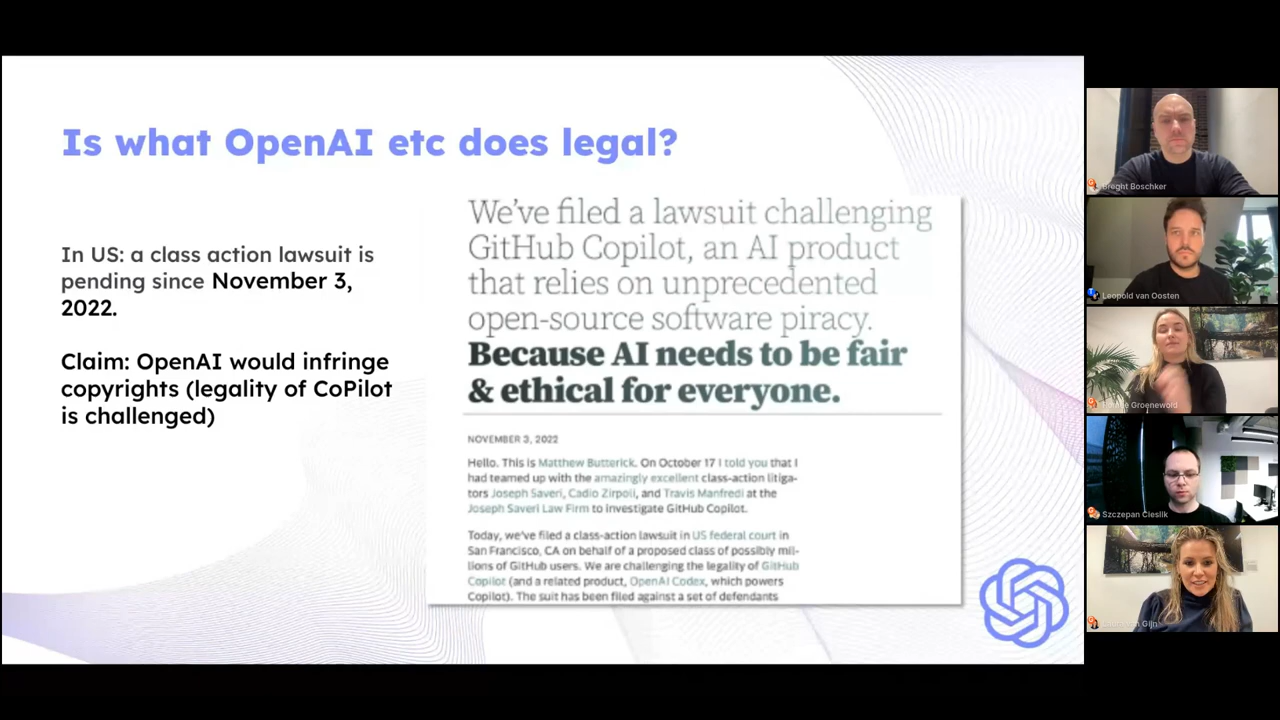 Is what OpenAI etc does legal?
In US: a class action lawsuit is
pending since November 3,
2022.
Claim: OpenAI would infringe
copyrights (legality of CoPilot
is challenged)
We've filed a lawsuit challenging
GitHub Copilot, an AI product
that relies on unprecedented
open-source software piracy.
Because AI needs to be fair
& ethical for everyone.
NOVEMBER 3, 2022
Hello. This is Matthew Butterick. On October 17 I told you that I
had teamed up with the amazingly excellent class-action litiga-
tors Joseph Saveri, Cadio Zirpoli, and Travis Manfredi at the
Joseph Saveri Law Firm to investigate GitHub Copilot.
Today, we've filed a class-action lawsuit in US federal court in
San Francisco, CA on behalf of a proposed class of possibly mil-
lions of GitHub users. We are challenging the legality of GitHub
Copilot (and a related product, OpenAI Codex, which powers
Copilot). The suit has been filed against a set of defendants
Breght Boschker
Leopold van Oosten
Groenewold
Szczepan Cieslik
Gijn